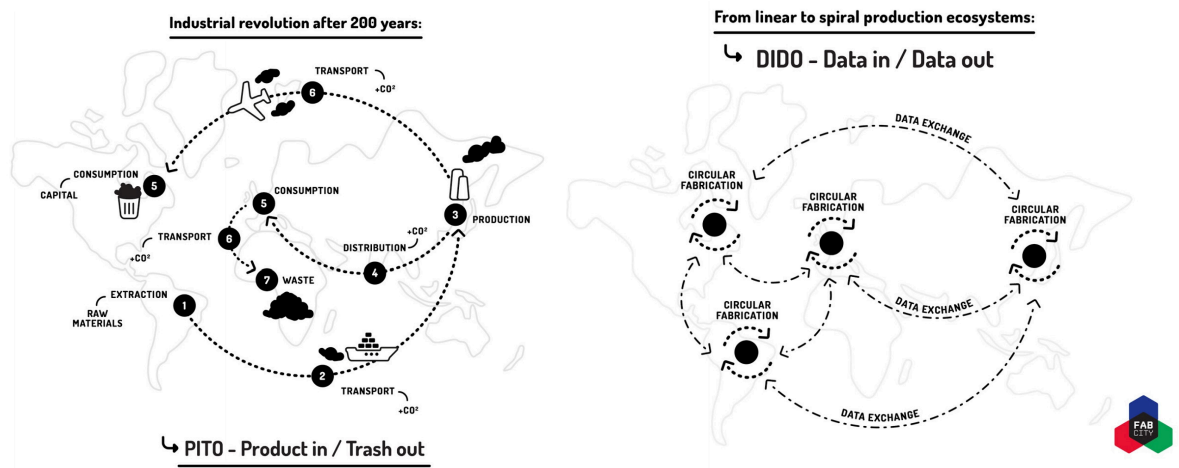 Industrial revolution after 200 years:
TRANSPORT
+CO²
6
CONSUMPTION
5
CAPITAL
CONSUMPTION
5
3
PRODUCTION
TRANSPORT
6
+CO²
+CO²
DISTRIBUTION
4
7
WASTE
EXTRACTION
1
RAW
MATERIALS
2
TRANSPORT
+CO²
PITO - Product in / Trash out
From linear to spiral production ecosystems:
DIDO - Data in / Data out
DATA EXCHANGE
CIRCULAR
FABRICATION
CIRCULAR
FABRICATION
CIRCULAR
FABRICATION
DATA EXCHANGE
CIRCULAR
FABRICATION
DATA EXCHANGE
FAB
CITY